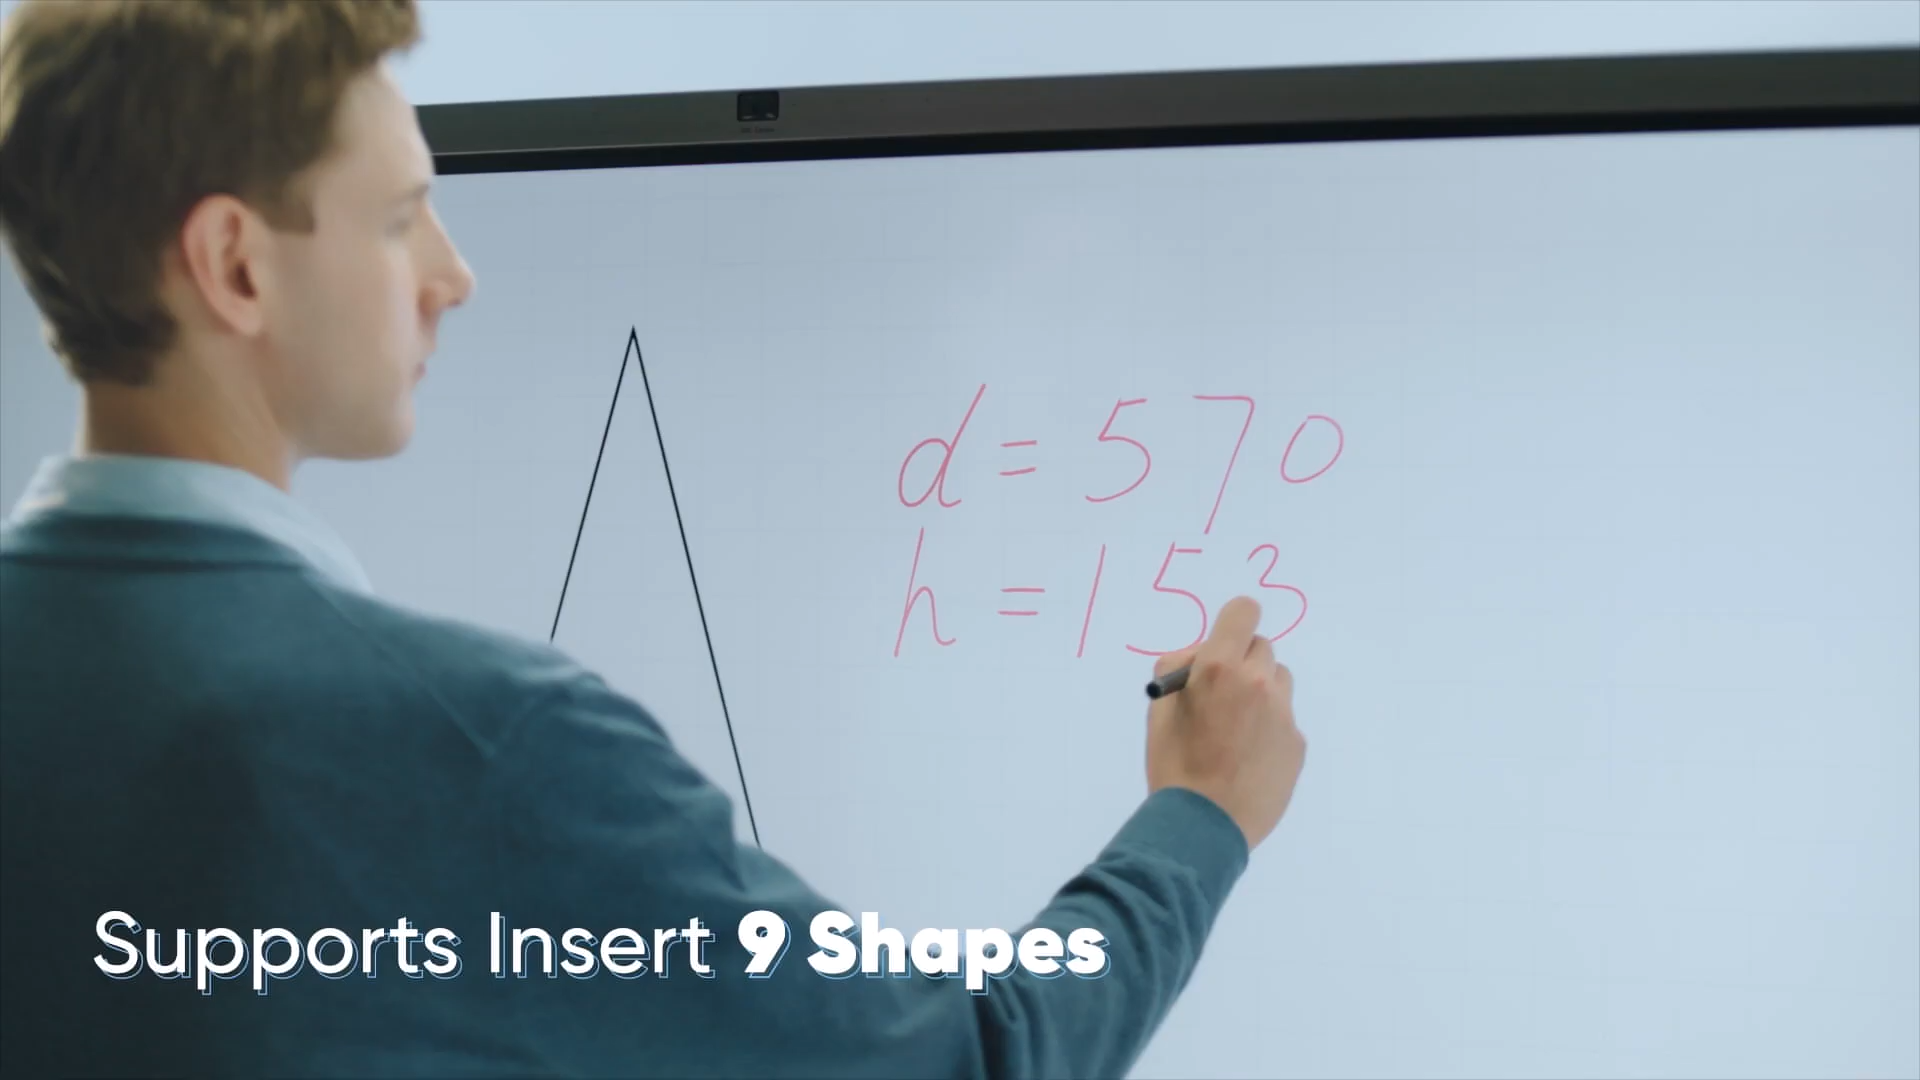 d = 570
h = 153
Supports Insert 9 Shapes